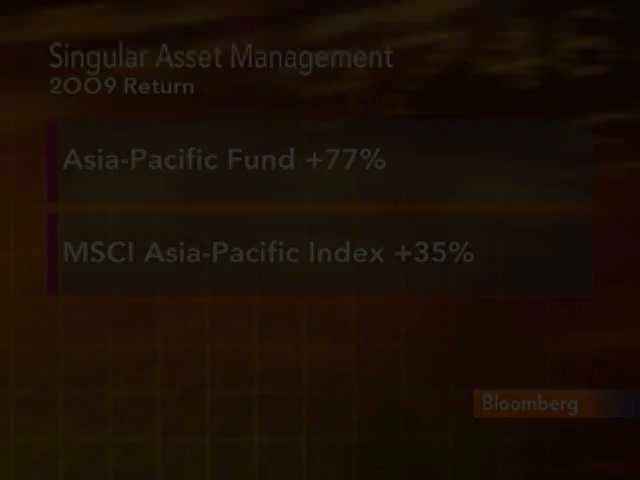 Singular Asset Management
2009 Return
Asia-Pacific Fund +77%
MSCI Asia-Pacific Index +35%
Bloomberg